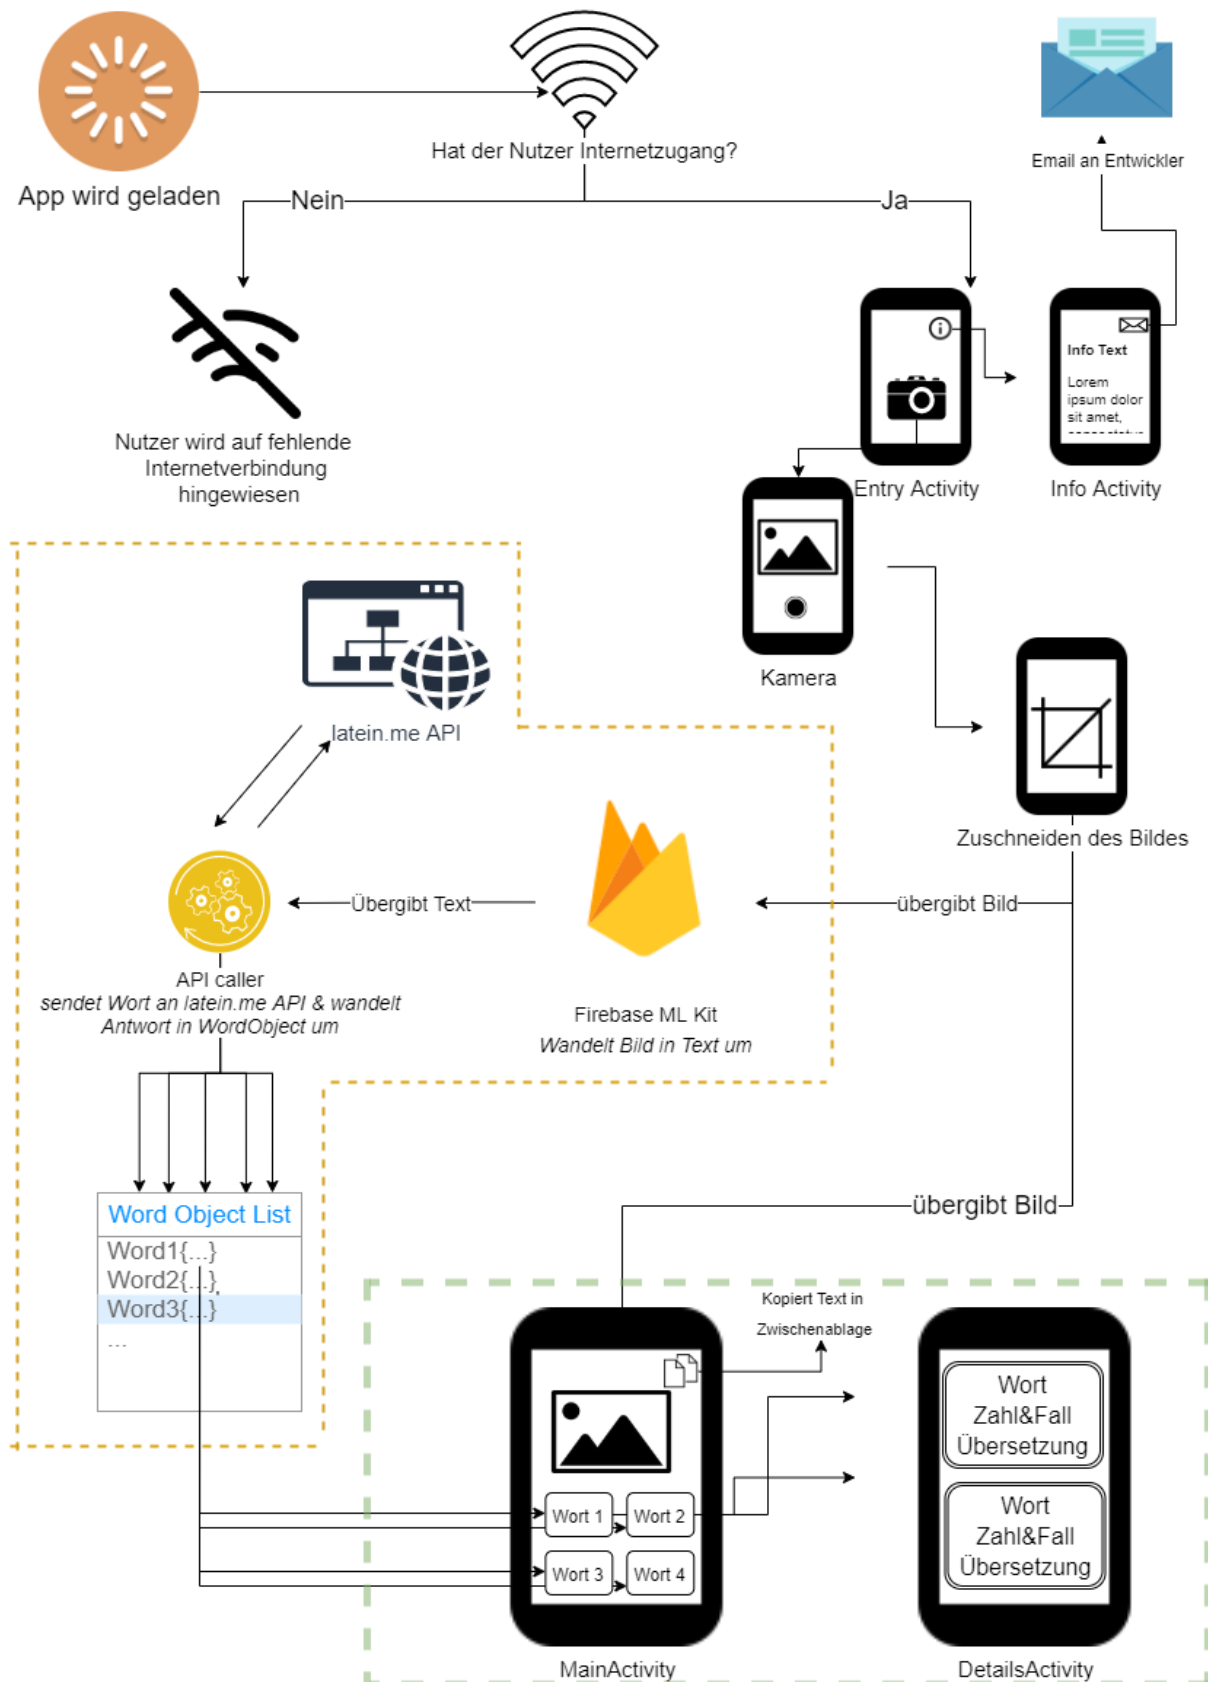 Hat der Nutzer Internetzugang?
Email an Entwickler
App wird geladen
Nein
Ja
Info Text
Lorem
ipsum dolor
sit amet,
Nutzer wird auf fehlende
Internetverbindung
hingewiesen
Entry Activity
Info Activity
Kamera
latein.me API
Zuschneiden des Bildes
Übergibt Text
übergibt Bild
API caller
sendet Wort an latein.me API & wandelt
Antwort in WordObject um
Firebase ML Kit
Wandelt Bild in Text um
übergibt Bild
Word Object List
Word1{...}
Word2{...},
Word3{...}
...
Kopiert Text in
Zwischenablage
Wort 1
Wort 2
Wort 3
Wort 4
Wort
Zahl&Fall
Übersetzung
Wort
Zahl&Fall
Übersetzung
MainActivity
DetailsActivity